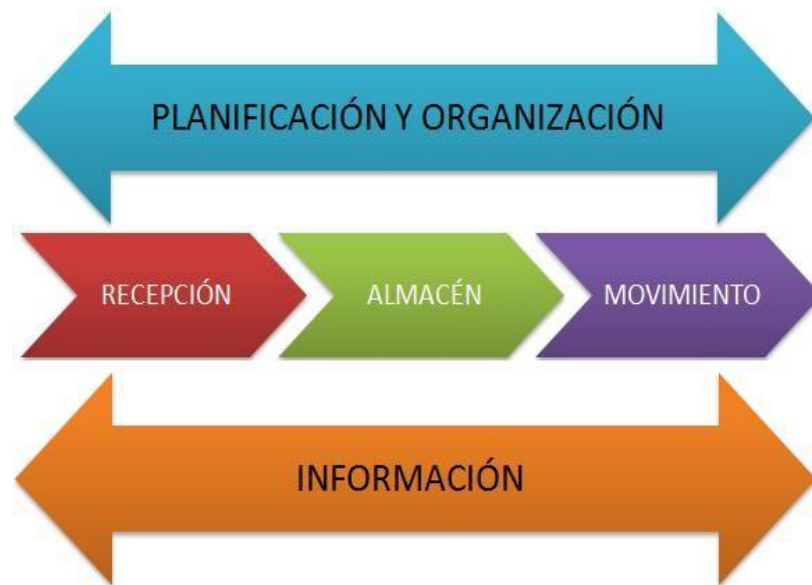 PLANIFICACIÓN Y ORGANIZACIÓN
RECEPCIÓN
ALMACÉN
MOVIMIENTO
INFORMACIÓN